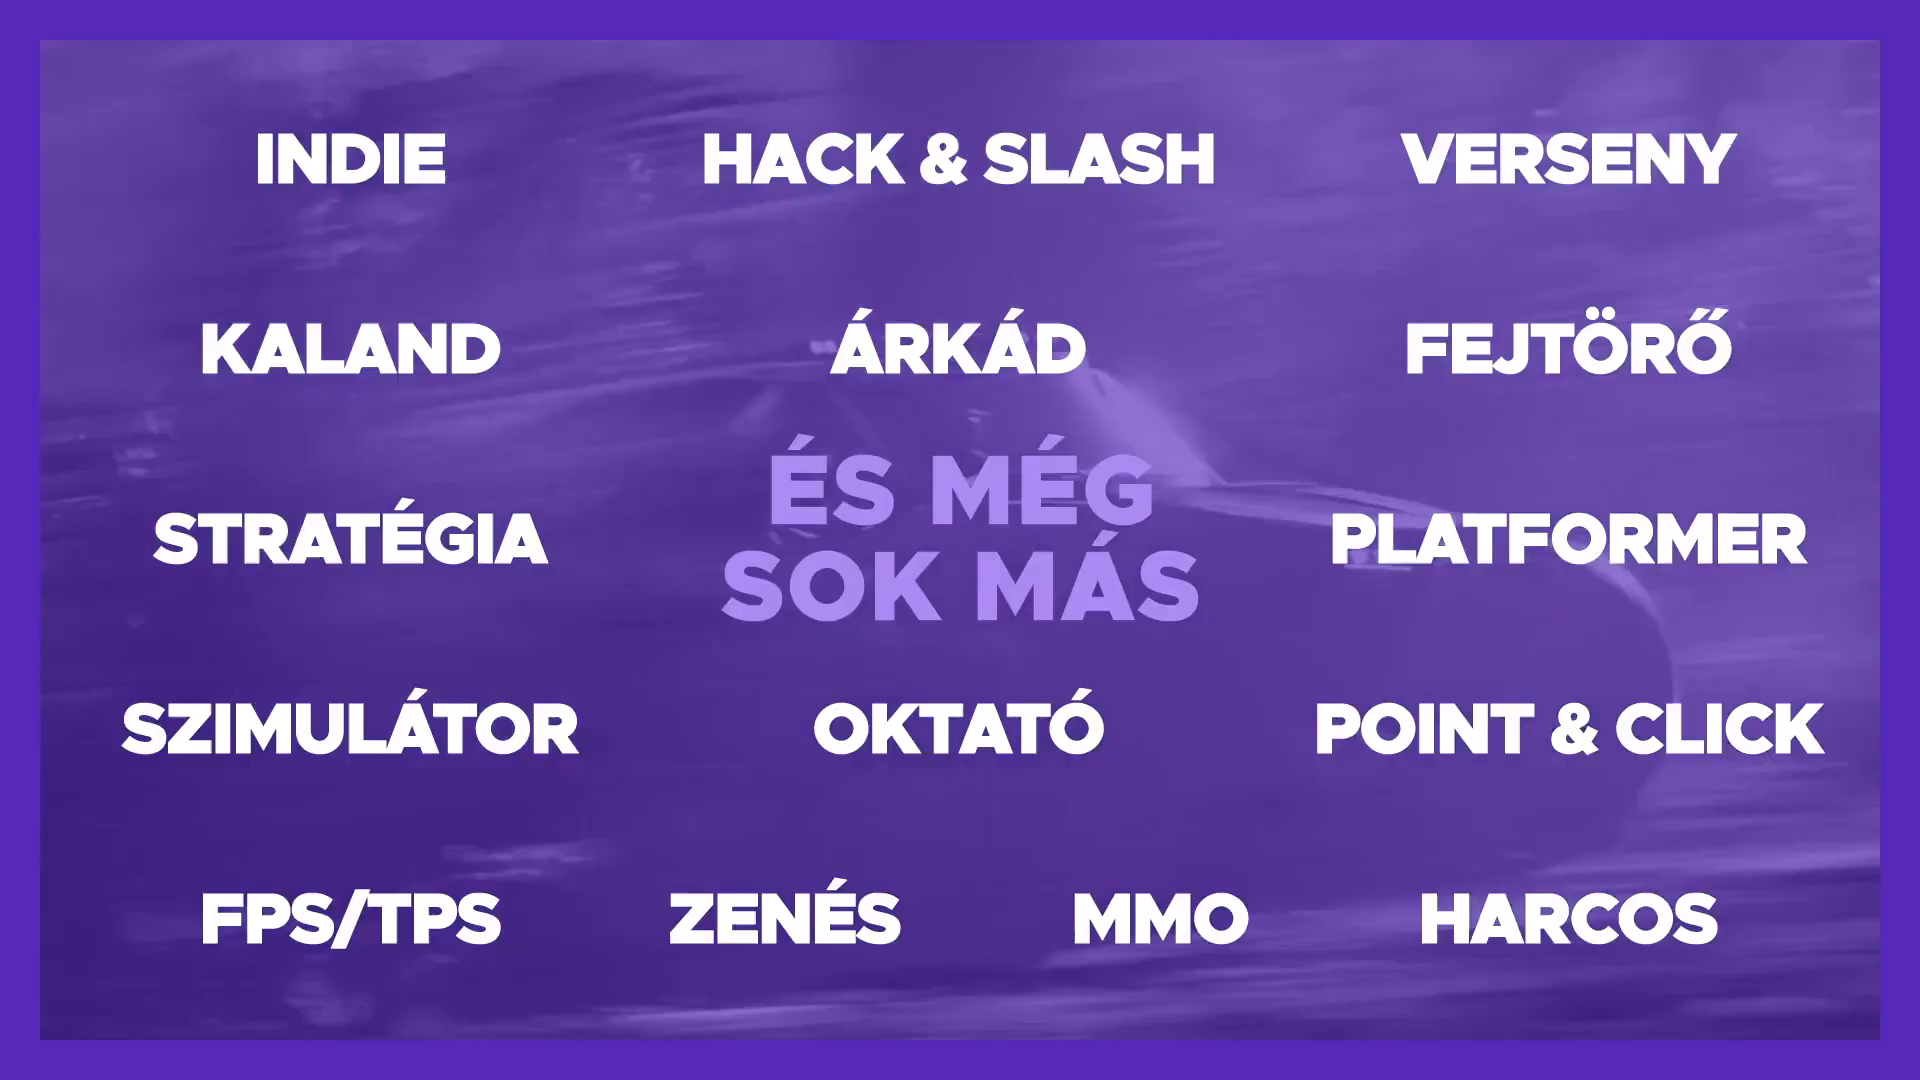 INDIE
HACK & SLASH
VERSENY
KALAND
ÁRKÁD
FEJTÖRŐ
ÉS MÉG
SOK MÁS
STRATÉGIA
PLATFORMER
SZIMULÁTOR
OKTATÓ
POINT & CLICK
FPS/TPS
ZENÉS
MMO
HARCOS